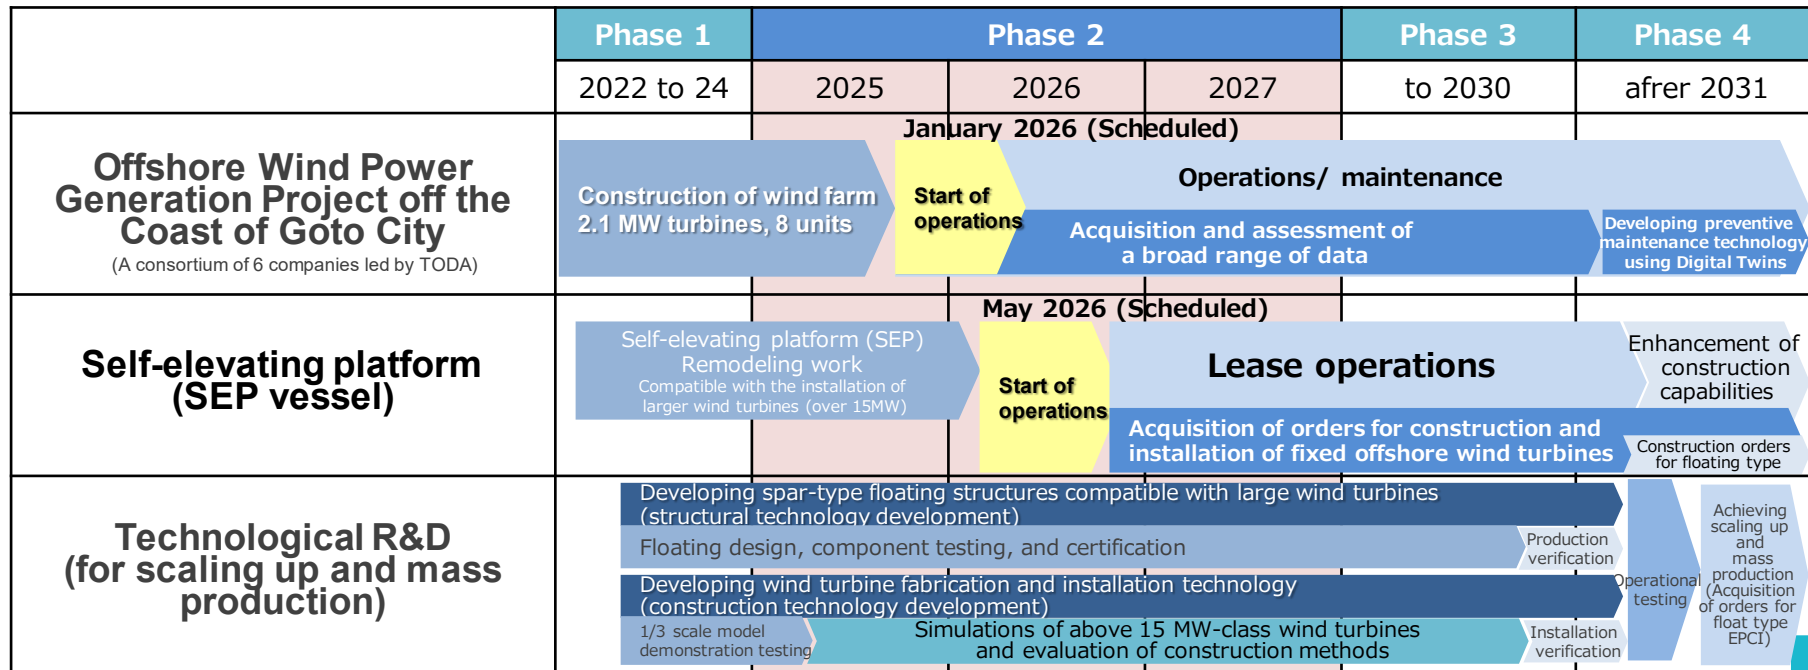 Phase 1
Phase 2
Phase 3
Phase 4
2022 to 24
2025
2026
2027
to 2030
afrer 2031
Offshore Wind Power
Generation Project off the
Coast of Goto City
(A consortium of 6 companies led by TODA)
January 2026 (Scheduled)
Construction of wind farm
2.1 MW turbines, 8 units
Start of
operations
Operations/ maintenance
Acquisition and assessment of
a broad range of data
Developing preventive
maintenance technology
using Digital Twins
Self-elevating platform
(SEP vessel)
May 2026 (Scheduled)
Self-elevating platform (SEP)
Remodeling work
Compatible with the installation of
larger wind turbines (over 15MW)
Start of
operations
Lease operations
Enhancement of
construction
capabilities
Acquisition of orders for construction and
installation of fixed offshore wind turbines
Construction orders
for floating type
Technological R&D
(for scaling up and mass
production)
Developing spar-type floating structures compatible with large wind turbines
(structural technology development)
Floating design, component testing, and certification
Production
verification
Developing wind turbine fabrication and installation technology
(construction technology development)
1/3 scale model
demonstration testing
Simulations of above 15 MW-class wind turbines
and evaluation of construction methods
Installation
verification
Operational
testing
Achieving
scaling up
and
mass
production
(Acquisition
of orders for
float type
EPCI)